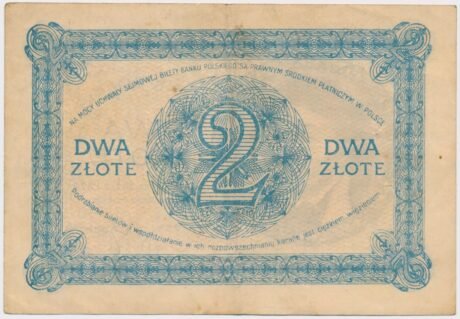 NA MOCY UCHWAŁY SEJMOWEJ BILETY BANKU POLSKIEGO SĄ PRAWNYM ŚRODKIEM PŁATNICZYM W POLSCE
DWA
ZŁOTE
2
DWA
ZŁOTE
Podrabianie biletów i współdziałanie w ich rozpowszechnianiu karane jest ciężkiem więzieniem